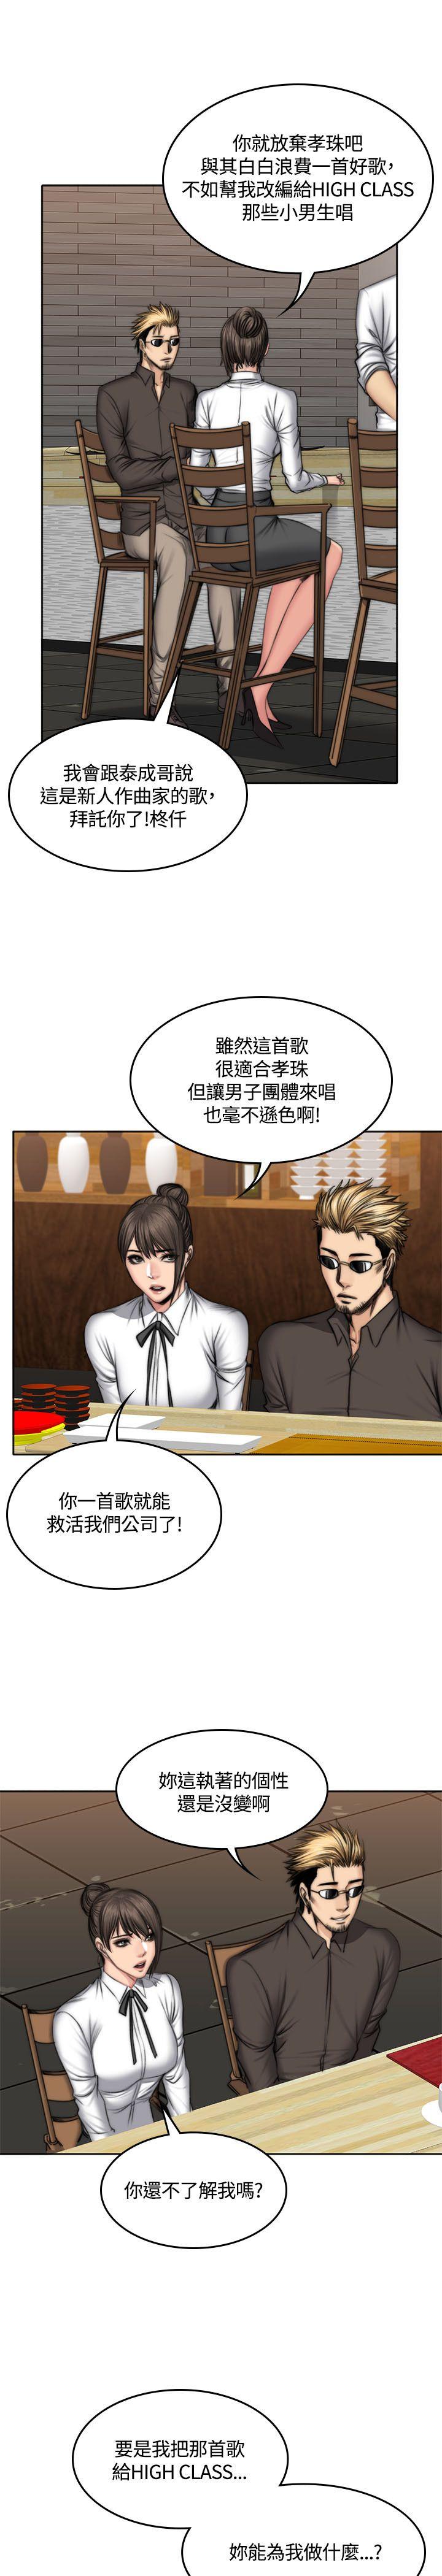 你就放棄孝珠吧
與其白白浪費一首好歌,
不如幫我改編給HIGH CLASS
那些小男生唱
我會跟泰成哥說
這是新人作曲家的歌,
拜託你了!柊仟
雖然這首歌
很適合孝珠
但讓男子團體來唱
也毫不遜色啊!
你一首歌就能
救活我們公司了!
妳這執著的個性
還是沒變啊
你還不了解我嗎?
要是我把那首歌
給HIGH CLASS...
妳能為我做什麼...?